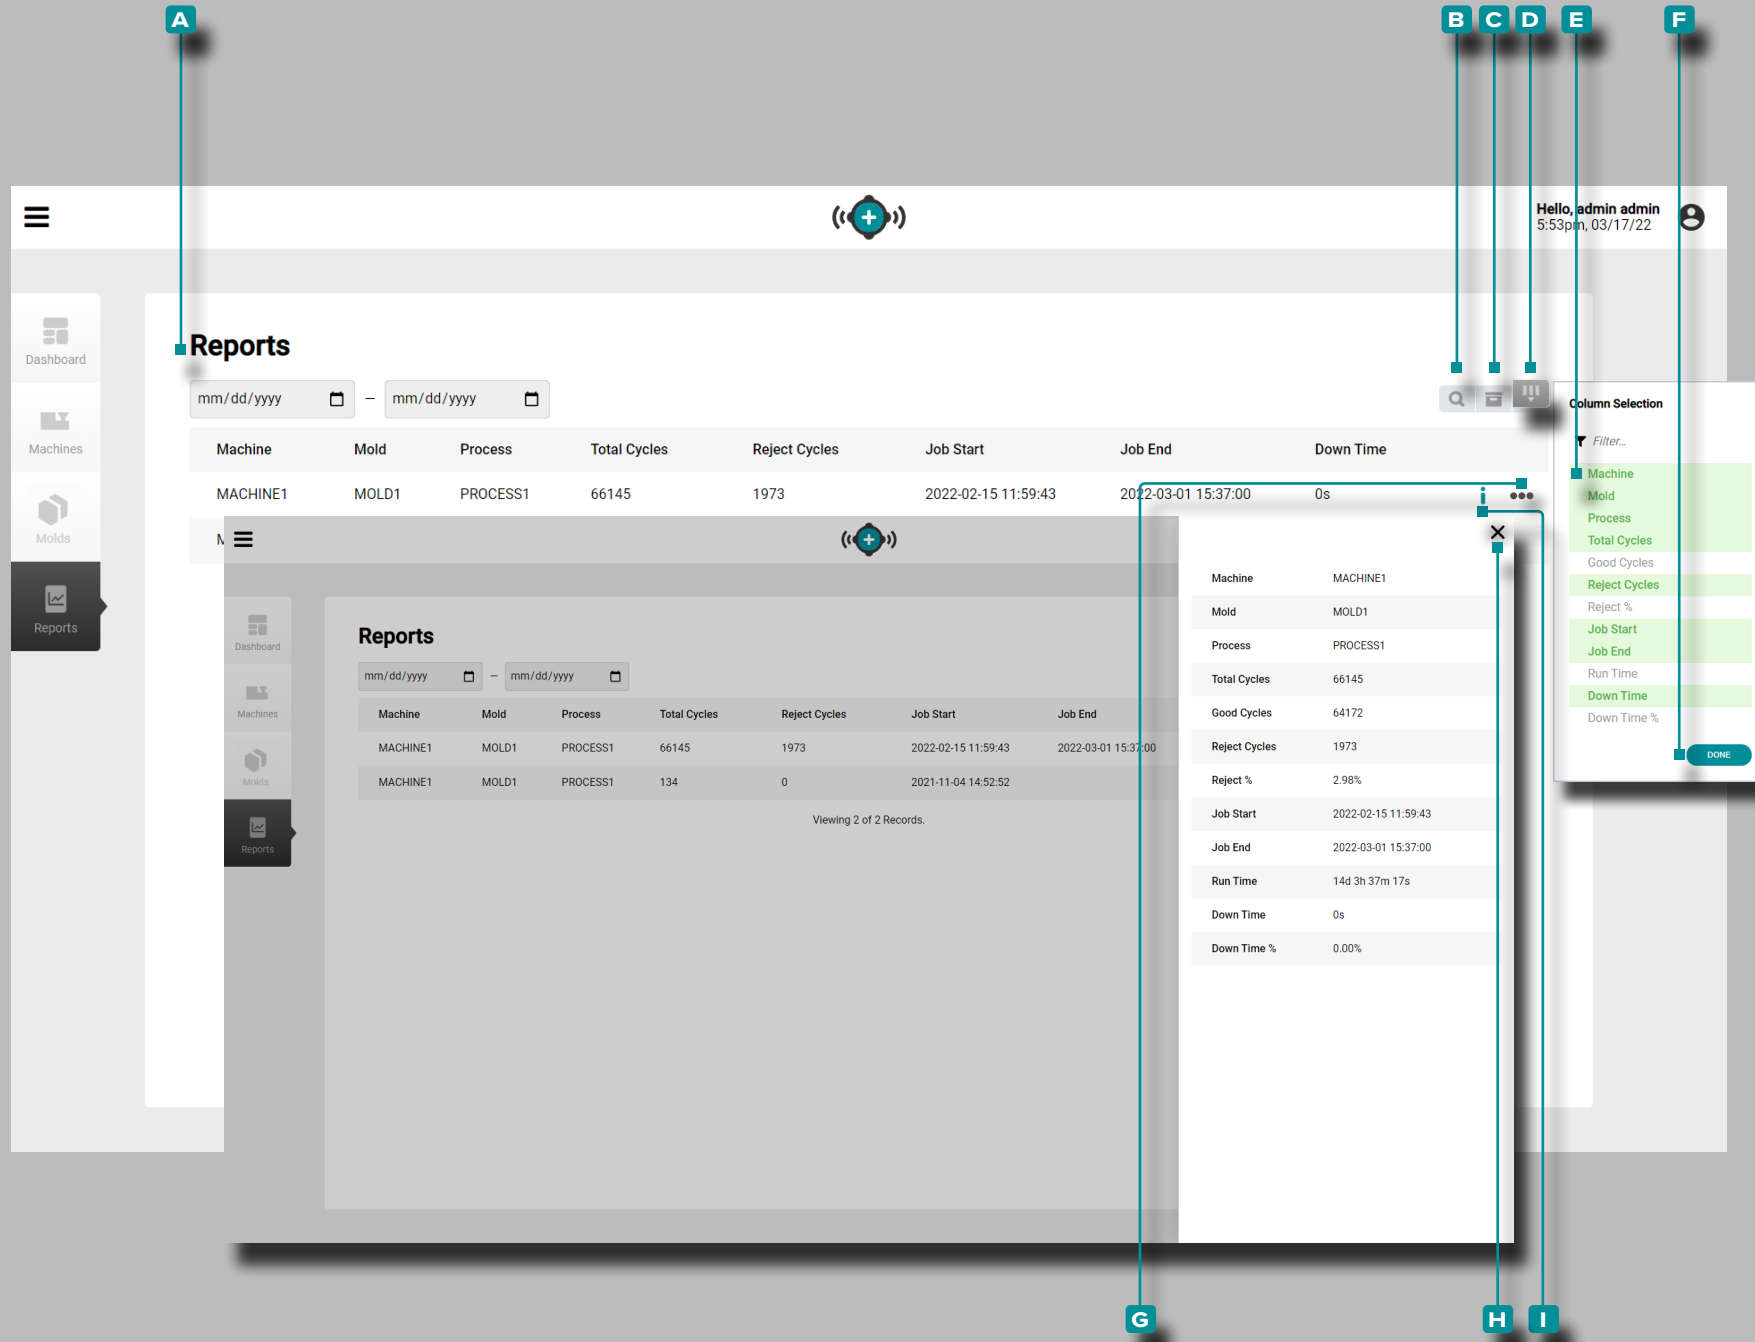 A B C D E F
Hello, admin admin
5:53pm, 03/17/22
Dashboard
Machines
Molds
Reports
Reports
mm/dd/yyyy – mm/dd/yyyy
Machine Mold Process Total Cycles Reject Cycles Job Start Job End Down Time
MACHINE1 MOLD1 PROCESS1 66145 1973 2022-02-15 11:59:43 2022-03-01 15:37:00 0s
M
Column Selection
Filter...
Machine
Mold
Process
Total Cycles
Good Cycles
Reject Cycles
Reject %
Job Start
Job End
Run Time
Down Time
Down Time %
DONE
Dashboard
Machines
Molds
Reports
Reports
mm/dd/yyyy – mm/dd/yyyy
Machine Mold Process Total Cycles Reject Cycles Job Start Job End
MACHINE1 MOLD1 PROCESS1 66145 1973 2022-02-15 11:59:43 2022-03-01 15:37:00
MACHINE1 MOLD1 PROCESS1 134 0 2021-11-04 14:52:52
Viewing 2 of 2 Records.
Machine MACHINE1
Mold MOLD1
Process PROCESS1
Total Cycles 66145
Good Cycles 64172
Reject Cycles 1973
Reject % 2.98%
Job Start 2022-02-15 11:59:43
Job End 2022-03-01 15:37:00
Run Time 14d 3h 37m 17s
Down Time 0s
Down Time % 0.00%
G H I